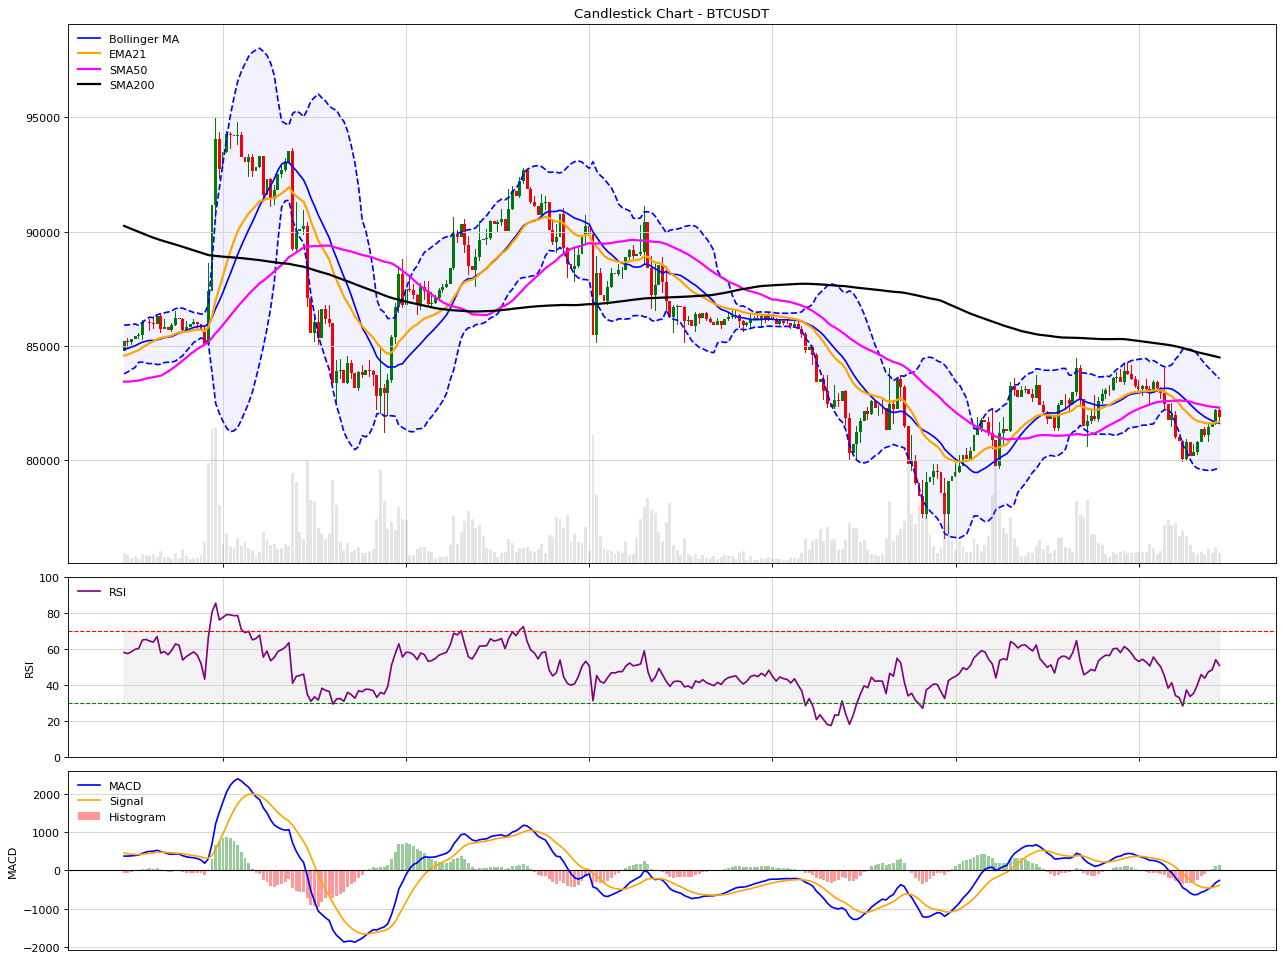 Candlestick Chart - BTCUSDT
Bollinger MA
EMA21
SMA50
SMA200
95000
90000
85000
80000
RSI
100
80
60
40
20
0
RSI
MACD
Signal
Histogram
2000
1000
0
−1000
−2000
MACD